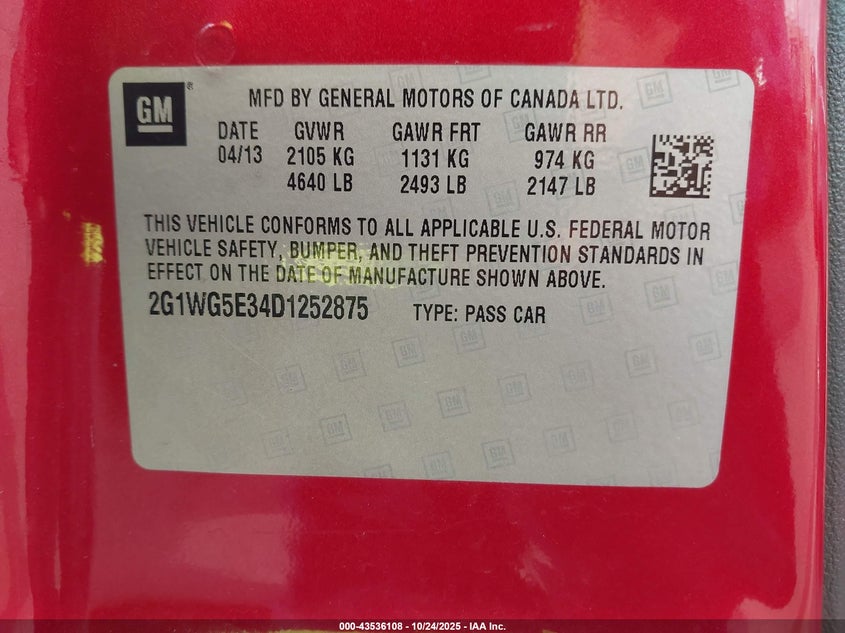 GM ®
MFD BY GENERAL MOTORS OF CANADA LTD.
DATE GVWR GAWR FRT GAWR RR
04/13 2105 KG 1131 KG 974 KG
4640 LB 2493 LB 2147 LB
THIS VEHICLE CONFORMS TO ALL APPLICABLE U.S. FEDERAL MOTOR
VEHICLE SAFETY, BUMPER, AND THEFT PREVENTION STANDARDS IN
EFFECT ON THE DATE OF MANUFACTURE SHOWN ABOVE.
2G1WG5E34D1252875 TYPE: PASS CAR
000-43536108 - 10/24/2025 - IAA Inc.